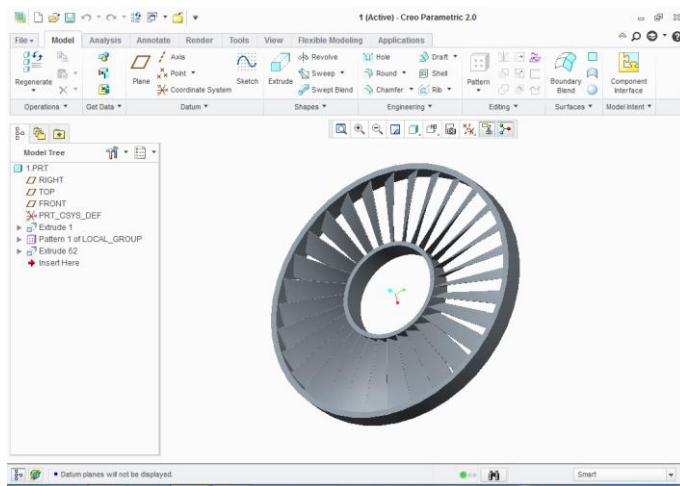 1 (Active) - Creo Parametric 2.0
File Model Analysis Annotate Render Tools View Flexible Modeling Applications
Regenerate
Plane
Axis
Point
Coordinate System
Sketch
Extrude
Revolve
Sweep
Swept Blend
Hole
Round
Chamfer
Draft
Shell
Rib
Pattern
Boundary Blend
Component Interface
Operations Get Data Datum Shapes Engineering Editing Surfaces Model Intent
Model Tree
1.PRT
RIGHT
TOP
FRONT
PRT_CSYS_DEF
Extrude 1
Pattern 1 of LOCAL_GROUP
Extrude 62
Insert Here
Datum planes will not be displayed.
Smart